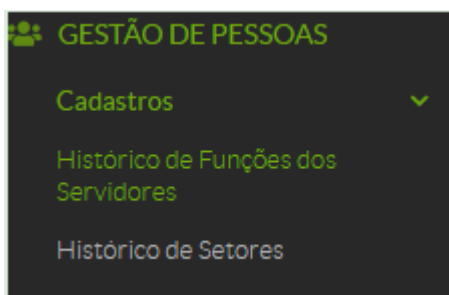 GESTÃO DE PESSOAS
Cadastros
Histórico de Funções dos
Servidores
Histórico de Setores